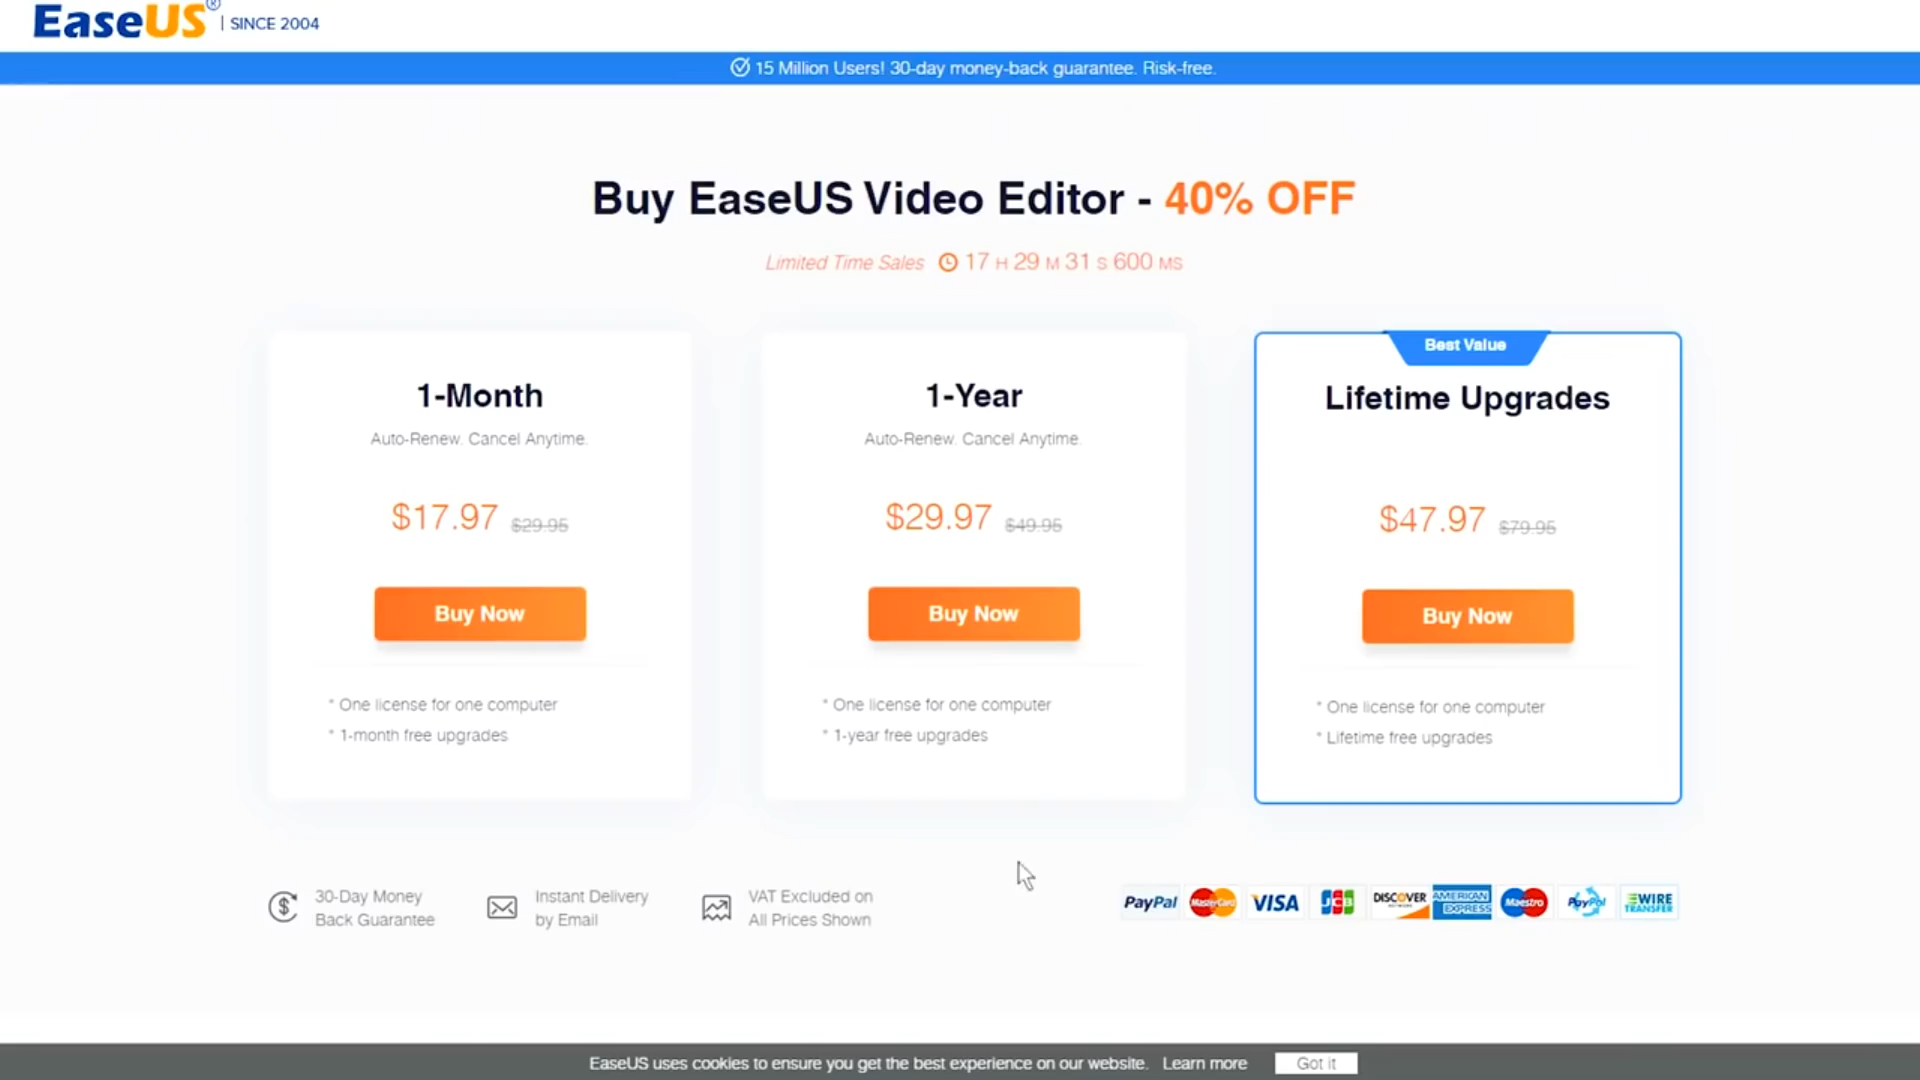 EaseUS® | SINCE 2004
15 Million Users! 30-day money-back guarantee. Risk-free.
Buy EaseUS Video Editor - 40% OFF
Limited Time Sales 17 H 29 M 31 S 600 MS
1-Month
Auto-Renew. Cancel Anytime.
$17.97 $29.95
Buy Now
* One license for one computer
* 1-month free upgrades
1-Year
Auto-Renew. Cancel Anytime.
$29.97 $49.95
Buy Now
* One license for one computer
* 1-year free upgrades
Best Value
Lifetime Upgrades
$47.97 $79.95
Buy Now
* One license for one computer
* Lifetime free upgrades
30-Day Money
Back Guarantee
Instant Delivery
by Email
VAT Excluded on
All Prices Shown
PayPal
MasterCard
VISA
JCB
DISCOVER
NETWORK
AMERICAN
EXPRESS
Maestro
PayPal
WIRE
TRANSFER
EaseUS uses cookies to ensure you get the best experience on our website. Learn more Got it